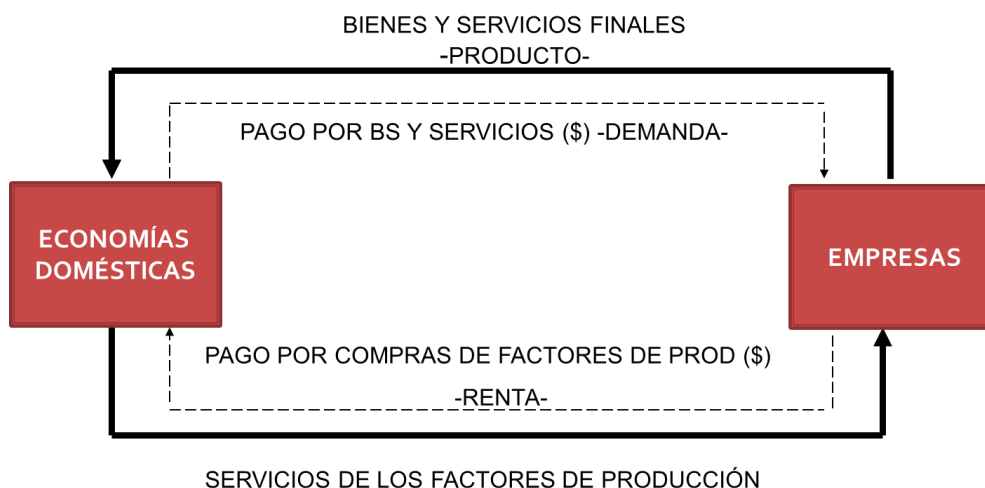 BIENES Y SERVICIOS FINALES
-PRODUCTO-
PAGO POR BS Y SERVICIOS ($) -DEMANDA-
ECONOMÍAS
DOMÉSTICAS
EMPRESAS
PAGO POR COMPRAS DE FACTORES DE PROD ($)
-RENTA-
SERVICIOS DE LOS FACTORES DE PRODUCCIÓN